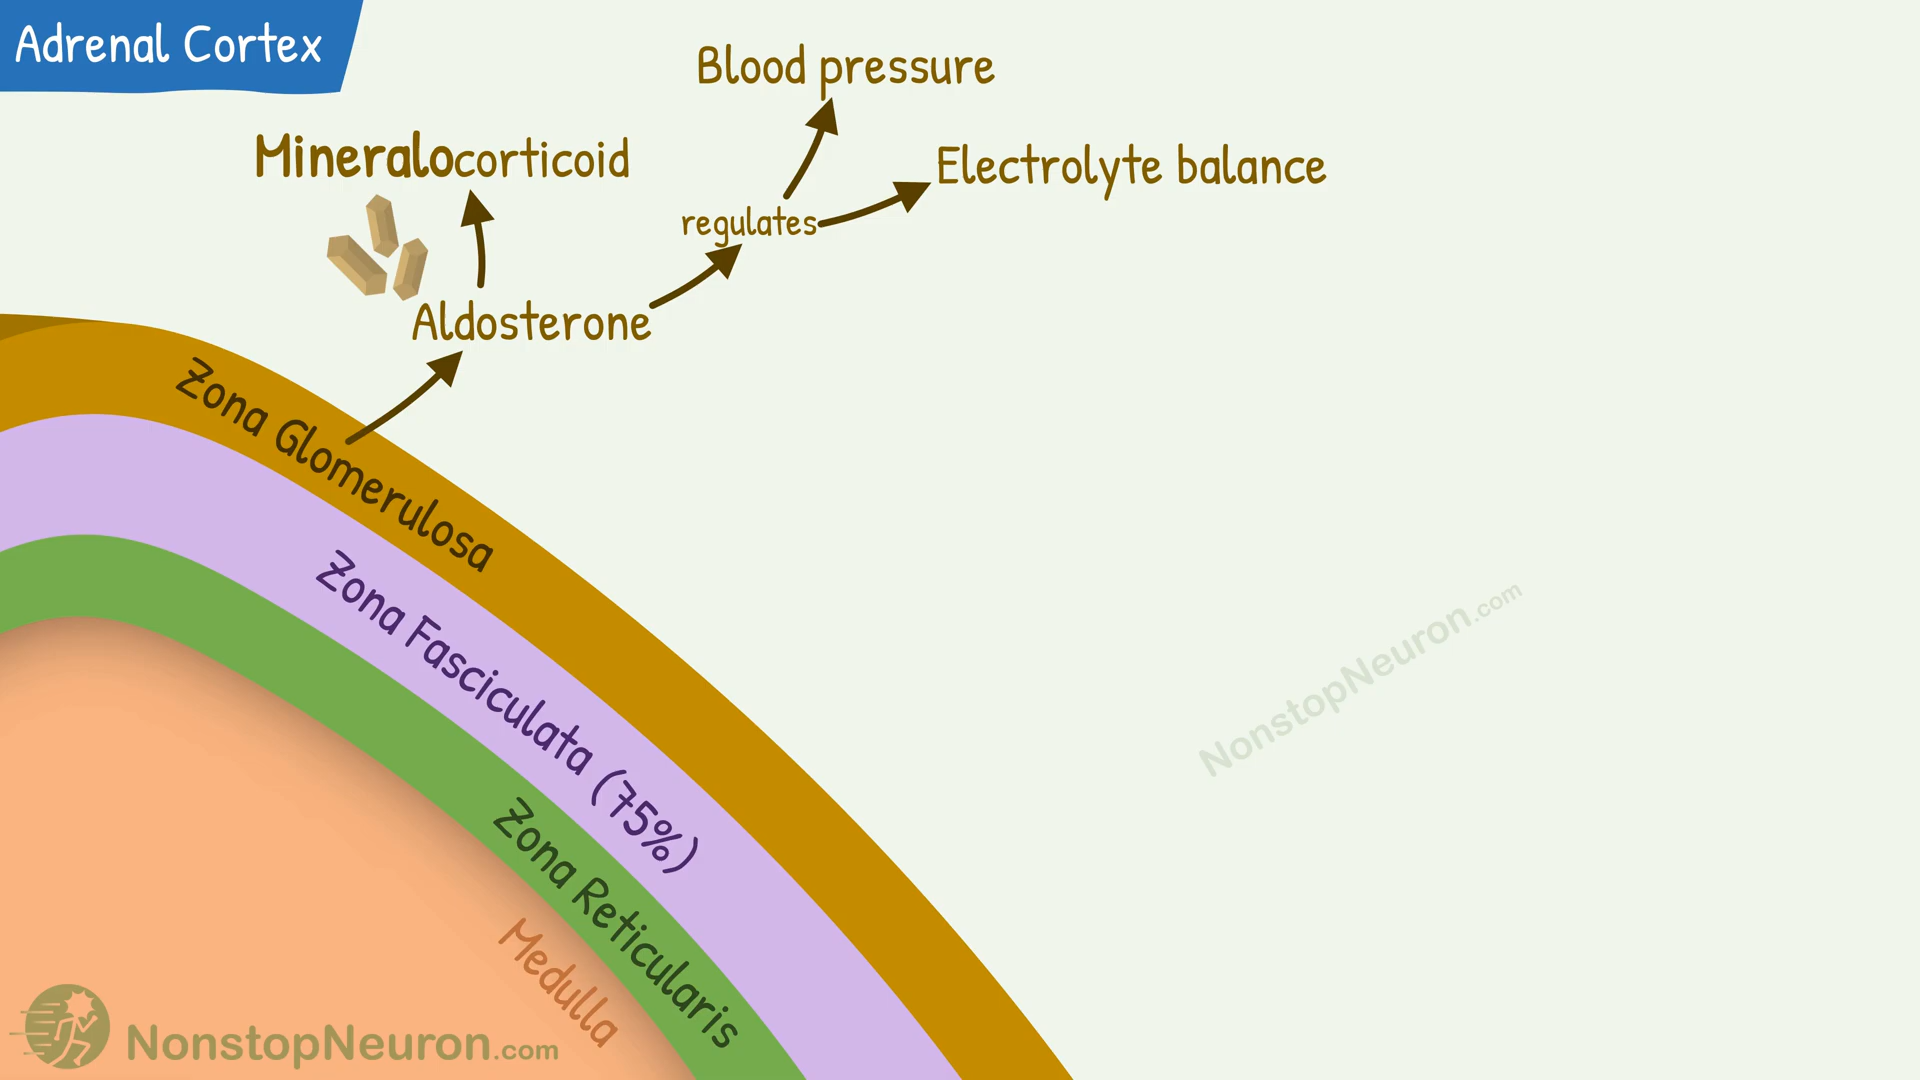 Adrenal Cortex
Blood pressure
Mineralocorticoid
Electrolyte balance
regulates
Aldosterone
Zona Glomerulosa
Zona Fasciculata (75%)
Zona Reticularis
Medulla
NonstopNeuron.com
NonstopNeuron.com